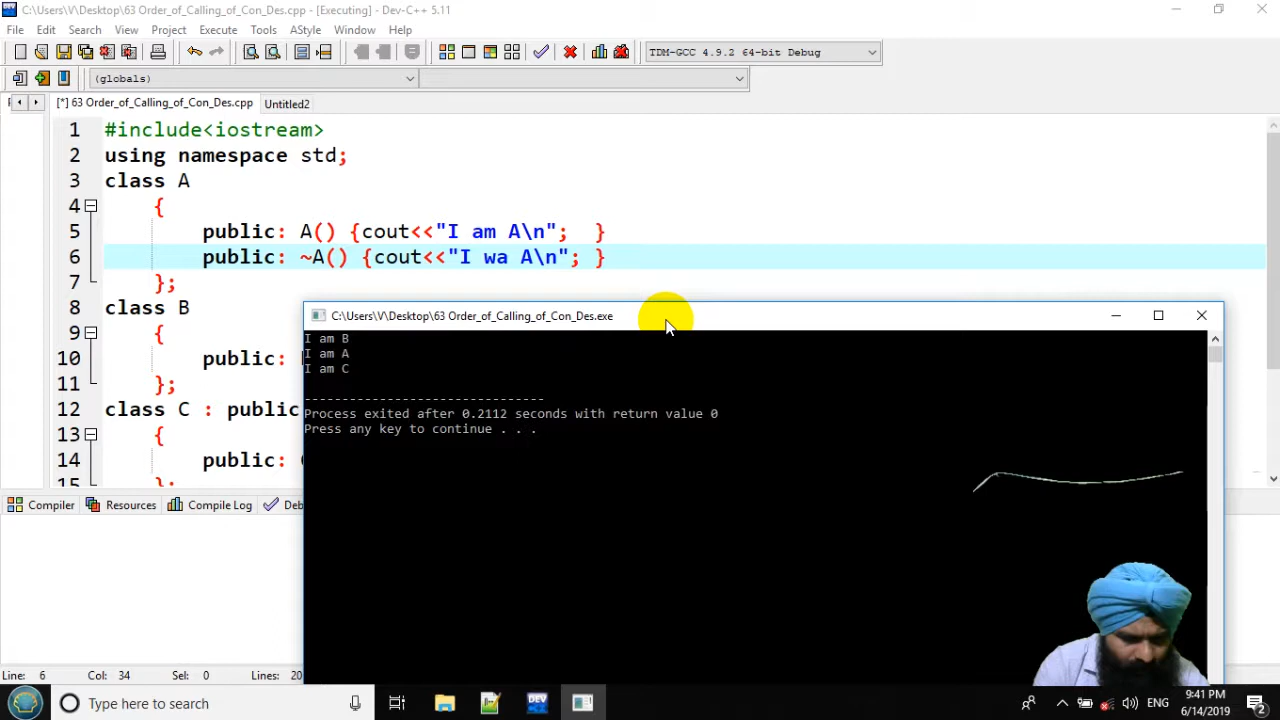 C:\Users\V\Desktop\63 Order_of_Calling_of_Con_Des.cpp - [Executing] - Dev-C++ 5.11
File Edit Search View Project Execute Tools AStyle Window Help
TDM-GCC 4.9.2 64-bit Debug
(globals)
[*] 63 Order_of_Calling_of_Con_Des.cpp Untitled2
1 #include<iostream>
2 using namespace std;
3 class A
4 {
5 public: A() {cout<<"I am A\n"; }
6 public: ~A() {cout<<"I wa A\n"; }
7 };
8 class B
9 {
10 public:
11 };
12 class C : public
13 {
14 public:
15 };
C:\Users\V\Desktop\63 Order_of_Calling_of_Con_Des.exe
I am B
I am A
I am C
--------------------------------
Process exited after 0.2112 seconds with return value 0
Press any key to continue . . .
Compiler Resources Compile Log Deb
Line: 6 Col: 34 Sel: 0 Lines: 20
Type here to search
DEV
ENG
9:41 PM
6/14/2019
2